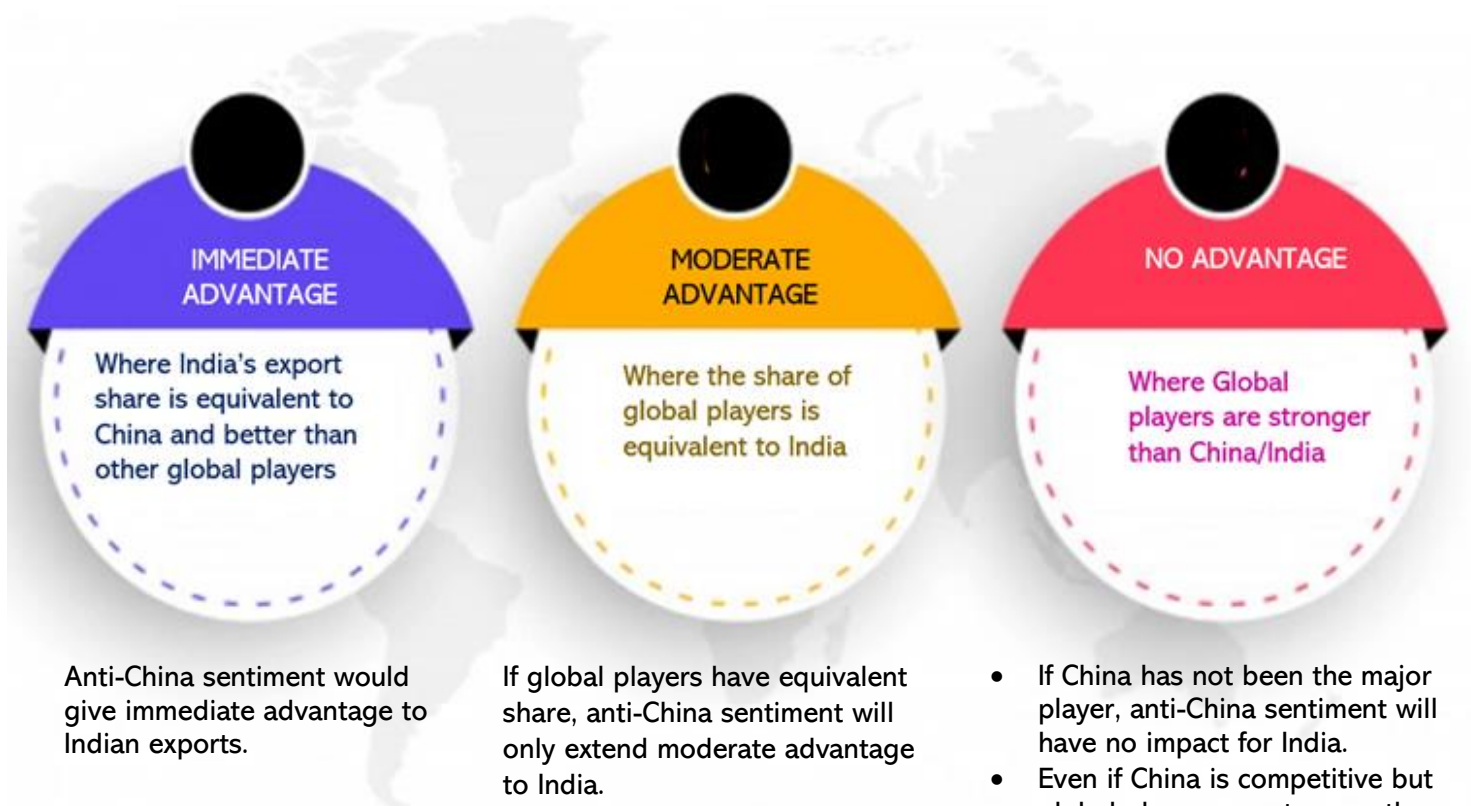 IMMEDIATE
ADVANTAGE
Where India's export
share is equivalent to
China and better than
other global players
Anti-China sentiment would
give immediate advantage to
Indian exports.
MODERATE
ADVANTAGE
Where the share of
global players is
equivalent to India
If global players have equivalent
share, anti-China sentiment will
only extend moderate advantage
to India.
NO ADVANTAGE
Where Global
players are stronger
than China/India
• If China has not been the major
player, anti-China sentiment will
have no impact for India.
• Even if China is competitive but